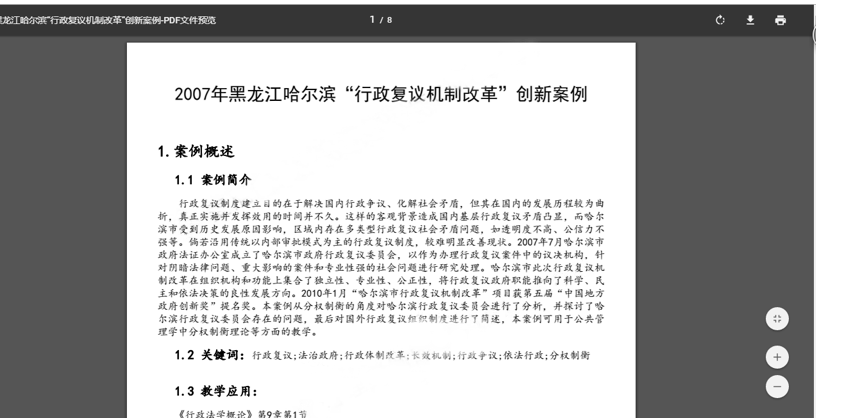 黑龙江哈尔滨“行政复议机制改革”创新案例-PDF文件预览
1 / 8
2007年黑龙江哈尔滨“行政复议机制改革”创新案例
1.案例概述
1.1 案例简介
行政复议制度建立目的在于解决国内行政争议、化解社会矛盾，但其在国内的发展历程较为曲
折，真正实施并发挥效用的时间并不久。这样的客观背景造成国内基层行政复议矛盾凸显，而哈尔
滨市受到历史发展原因影响，区域内存在多类型行政复议社会矛盾问题，如透明度不高、公信力不
强等。倘若沿用传统以内部审批模式为主的行政复议制度，较难明显改善现状。2007年7月哈尔滨市
政府法证办公室成立了哈尔滨市政府行政复议委员会，以作为办理行政复议案件中的议决机构，针
对阴暗法律问题、重大影响的案件和专业性强的社会问题进行研究处理。哈尔滨市此次行政复议机
制改革在组织机构和功能上集合了独立性、专业性、公正性，将行政复议政府职能推向了科学、民
主和依法决策的良性发展方向。2010年1月“哈尔滨市行政复议机制改革”项目获第五届“中国地方
政府创新奖”提名奖。本案例从分权制衡的角度对哈尔滨行政复议委员会进行了分析，并探讨了哈
尔滨行政复议委员会存在的问题，最后对国外行政复议组织制度进行了简述，本案例可用于公共管
理学中分权制衡理论等方面的教学。
1.2 关键词：行政复议;法治政府;行政体制改革;长效机制;行政争议;依法行政;分权制衡
1.3 教学应用：
《行政法学概论》第9章第1节